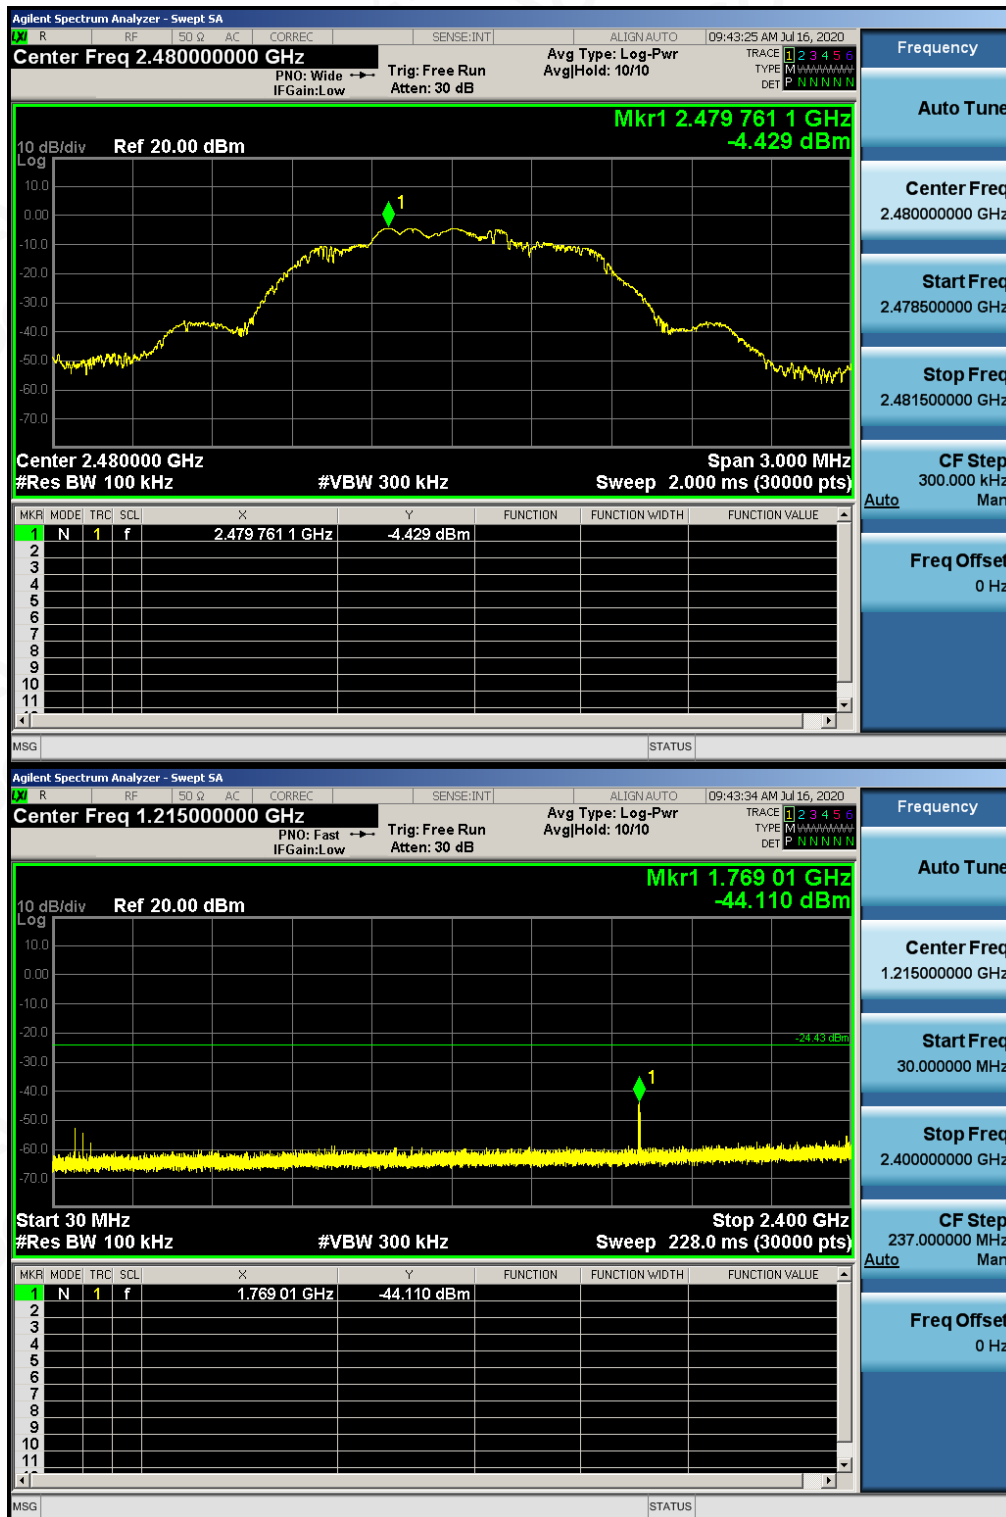 Agilent Spectrum Analyzer - Swept SA
LXI R RF 50 Ω AC CORREC SENSE:INT ALIGN AUTO 09:43:25 AM Jul 16, 2020
Center Freq 2.480000000 GHz
PNO: Wide
IFGain:Low
Trig: Free Run
Atten: 30 dB
Avg Type: Log-Pwr
Avg|Hold: 10/10
TRACE 1 2 3 4 5 6
TYPE M WWWWW
DET P N N N N N
Mkr1 2.479 761 1 GHz
-4.429 dBm
10 dB/div Ref 20.00 dBm
Log
10.0
0.00
-10.0
-20.0
-30.0
-40.0
-50.0
-60.0
-70.0
1
Center 2.480000 GHz Span 3.000 MHz
#Res BW 100 kHz #VBW 300 kHz Sweep 2.000 ms (30000 pts)
MKR MODE TRC SCL X Y FUNCTION FUNCTION WIDTH FUNCTION VALUE
1 N 1 f 2.479 761 1 GHz -4.429 dBm
2
3
4
5
6
7
8
9
10
11
MSG STATUS
Frequency
Auto Tune
Center Freq
2.480000000 GHz
Start Freq
2.478500000 GHz
Stop Freq
2.481500000 GHz
CF Step
300.000 kHz
Auto Man
Freq Offset
0 Hz
Agilent Spectrum Analyzer - Swept SA
LXI R RF 50 Ω AC CORREC SENSE:INT ALIGN AUTO 09:43:34 AM Jul 16, 2020
Center Freq 1.215000000 GHz
PNO: Fast
IFGain:Low
Trig: Free Run
Atten: 30 dB
Avg Type: Log-Pwr
Avg|Hold: 10/10
TRACE 1 2 3 4 5 6
TYPE M WWWWW
DET P N N N N N
Mkr1 1.769 01 GHz
-44.110 dBm
10 dB/div Ref 20.00 dBm
Log
10.0
0.00
-10.0
-20.0
-30.0
-40.0
-50.0
-60.0
-70.0
-24.43 dBm
1
Start 30 MHz Stop 2.400 GHz
#Res BW 100 kHz #VBW 300 kHz Sweep 228.0 ms (30000 pts)
MKR MODE TRC SCL X Y FUNCTION FUNCTION WIDTH FUNCTION VALUE
1 N 1 f 1.769 01 GHz -44.110 dBm
2
3
4
5
6
7
8
9
10
11
MSG STATUS
Frequency
Auto Tune
Center Freq
1.215000000 GHz
Start Freq
30.000000 MHz
Stop Freq
2.400000000 GHz
CF Step
237.000000 MHz
Auto Man
Freq Offset
0 Hz